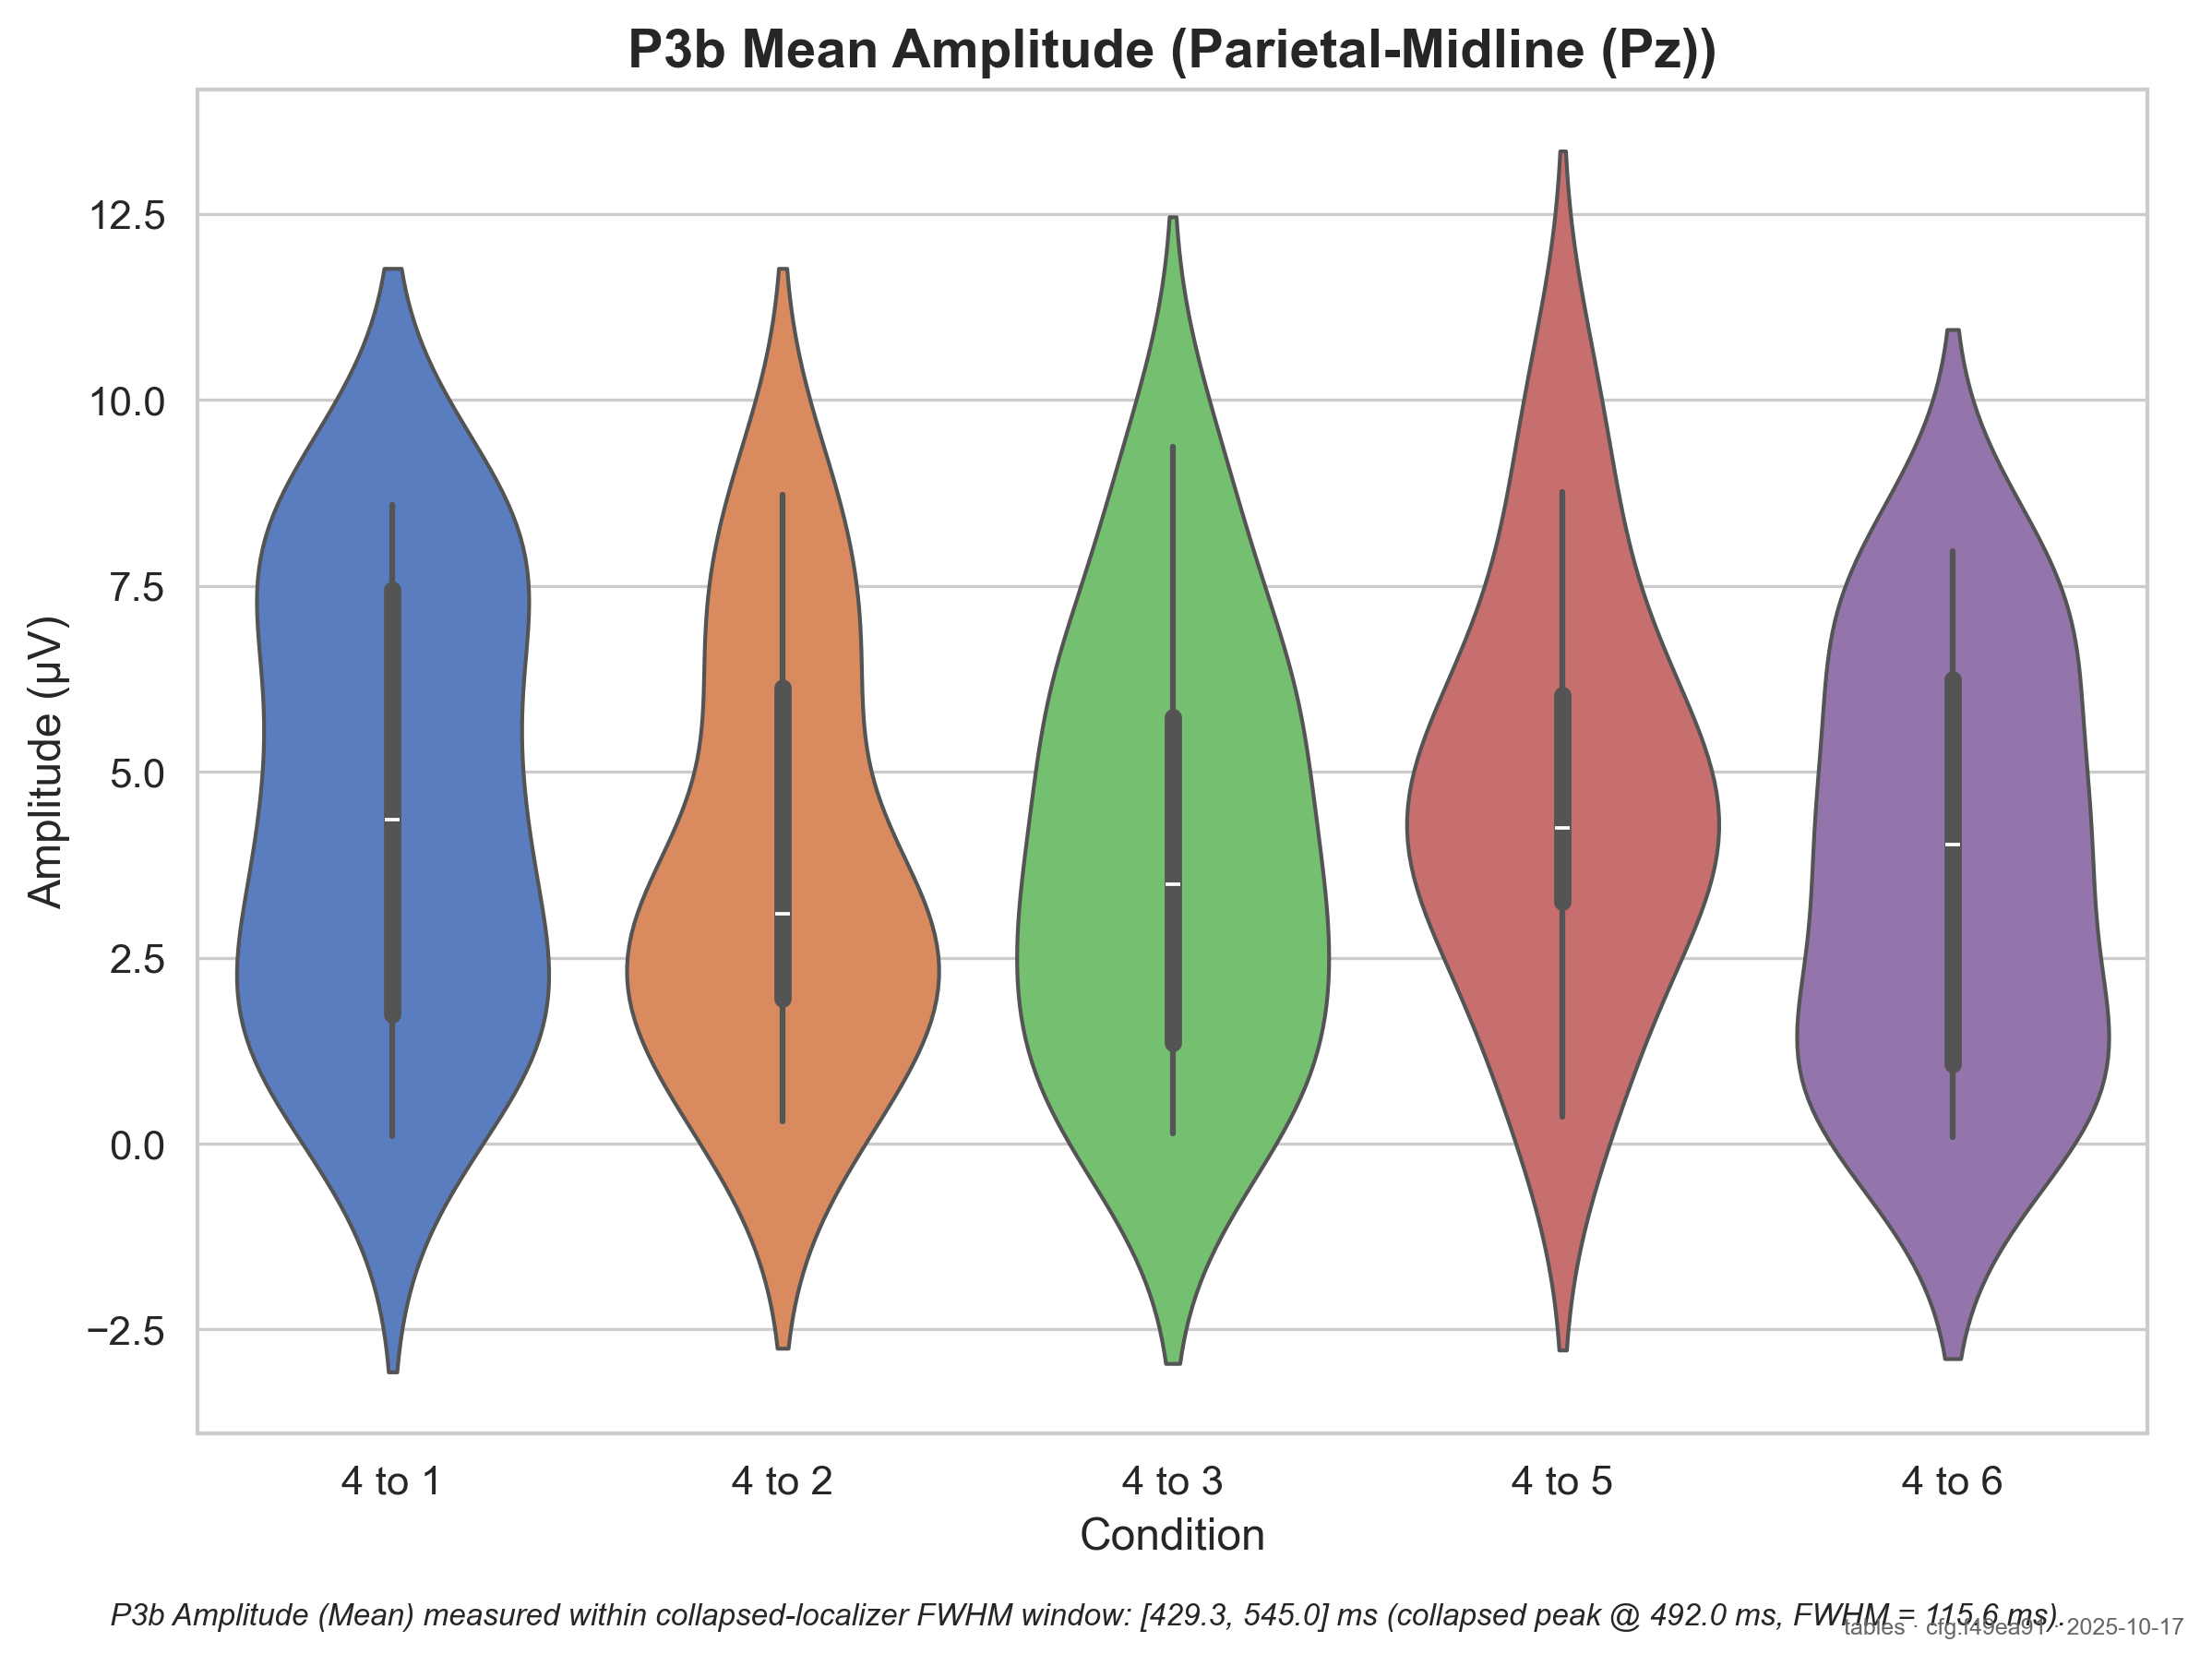 P3b Mean Amplitude (Parietal-Midline (Pz))
Amplitude (µV)
12.5
10.0
7.5
5.0
2.5
0.0
−2.5
4 to 1 4 to 2 4 to 3 4 to 5 4 to 6
Condition
P3b Amplitude (Mean) measured within collapsed-localizer FWHM window: [429.3, 545.0] ms (collapsed peak @ 492.0 ms, FWHM = 115.6 ms).
tables · cfg:f49ea91 · 2025-10-17